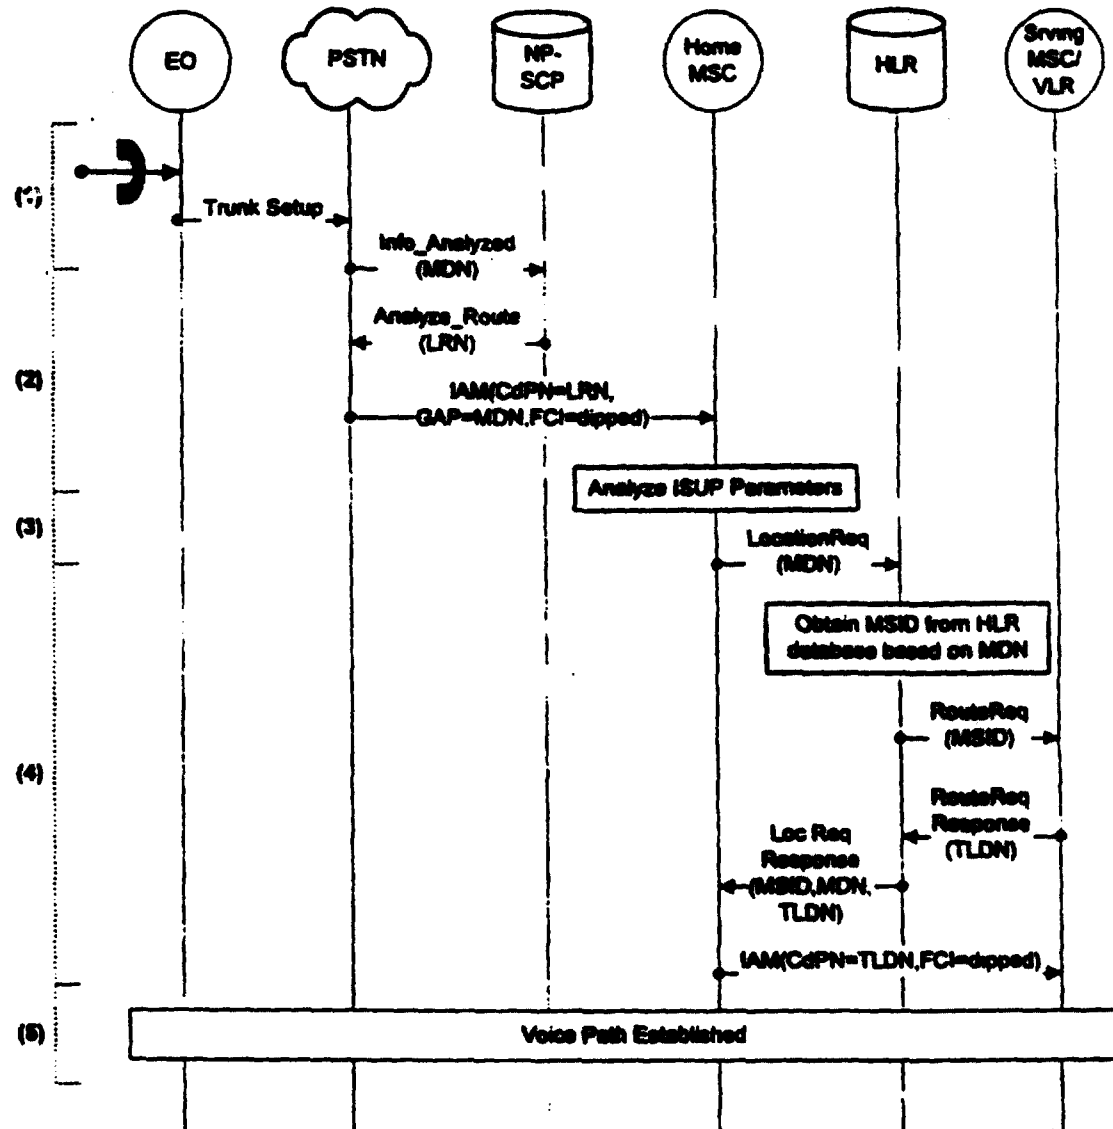 EO
PSTN
NP-
SCP
Home
MSC
HLR
Srving
MSC/
VLR
(1)
Trunk Setup
Info_Analyzed
(MDN)
Analyze_Route
(LRN)
(2)
IAM(CdPN=LRN,
GAP=MDN,FCI=dipped)
Analyze ISUP Parameters
(3)
LocationReq
(MDN)
Obtain MSID from HLR
database based on MDN
RouteReq
(MSID)
(4)
RouteReq
Response
(TLDN)
Loc Req
Response
(MSID,MDN,
TLDN)
IAM(CdPN=TLDN,FCI=dipped)
(5)
Voice Path Established